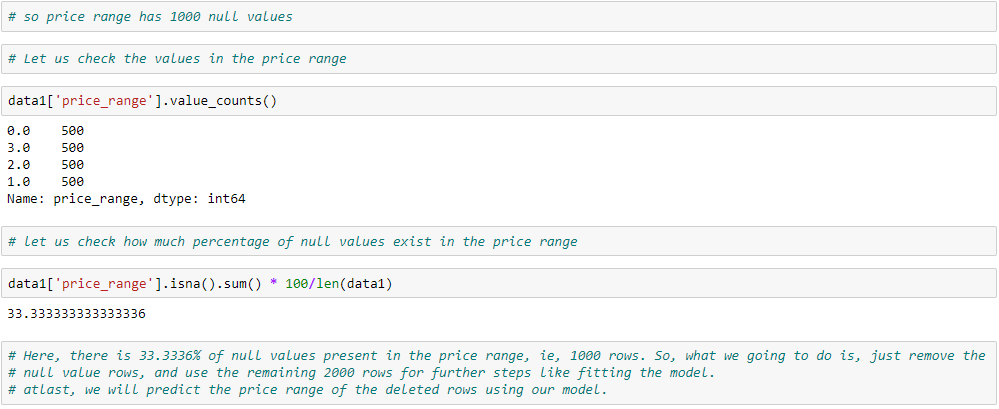 # so price range has 1000 null values
# Let us check the values in the price range
data1['price_range'].value_counts()
0.0    500
3.0    500
2.0    500
1.0    500
Name: price_range, dtype: int64
# let us check how much percentage of null values exist in the price range
data1['price_range'].isna().sum() * 100/len(data1)
33.333333333333336
# Here, there is 33.3336% of null values present in the price range, ie, 1000 rows. So, what we going to do is, just remove the
# null value rows, and use the remaining 2000 rows for further steps like fitting the model.
# atlast, we will predict the price range of the deleted rows using our model.